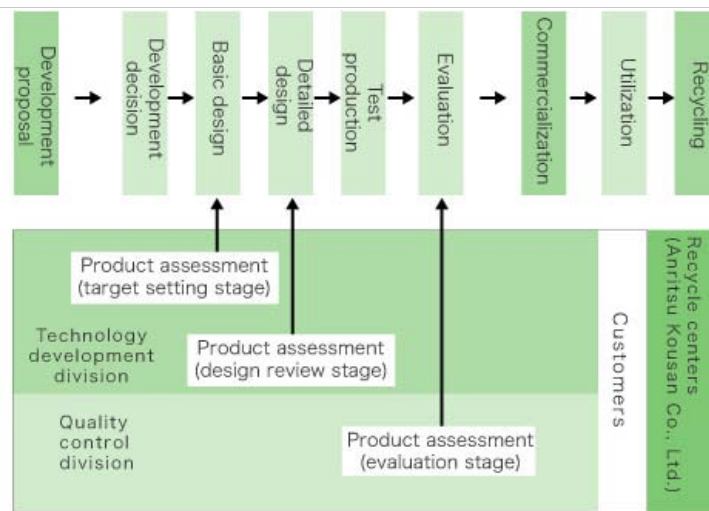 Development
proposal
Development
decision
Basic design
Detailed
design
Test
production
Evaluation
Commercialization
Utilization
Recycling
Product assessment
(target setting stage)
Technology
development
division
Product assessment
(design review stage)
Quality
control
division
Product assessment
(evaluation stage)
Customers
Recycle centers
(Anritsu Kousan Co., Ltd.)